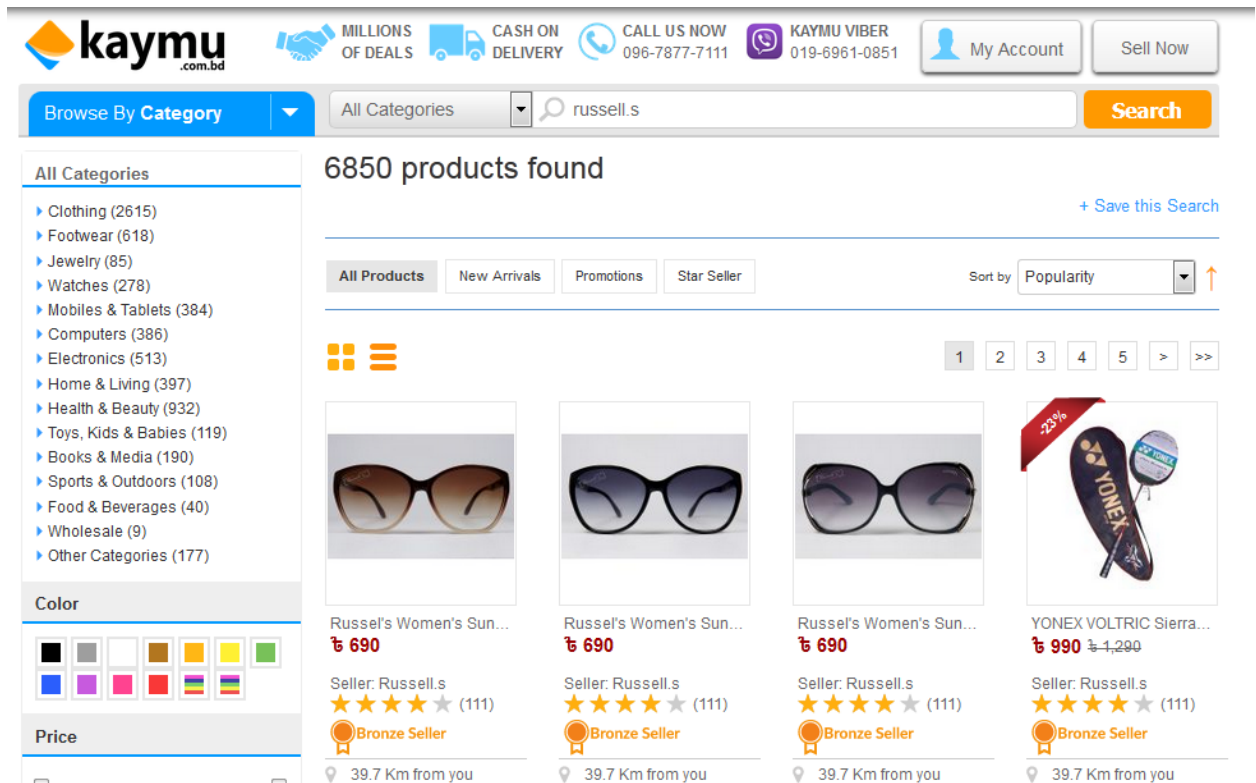 kaymu
.com.bd
MILLIONS
OF DEALS
CASH ON
DELIVERY
CALL US NOW
096-7877-7111
KAYMU VIBER
019-6961-0851
My Account
Sell Now
Browse By Category
All Categories
russell.s
Search
All Categories
Clothing (2615)
Footwear (618)
Jewelry (85)
Watches (278)
Mobiles & Tablets (384)
Computers (386)
Electronics (513)
Home & Living (397)
Health & Beauty (932)
Toys, Kids & Babies (119)
Books & Media (190)
Sports & Outdoors (108)
Food & Beverages (40)
Wholesale (9)
Other Categories (177)
Color
Price
6850 products found
+ Save this Search
All Products New Arrivals Promotions Star Seller
Sort by Popularity
1 2 3 4 5 > >>
Russel's Women's Sun...
৳ 690
Seller: Russell.s
(111)
Bronze Seller
39.7 Km from you
Russel's Women's Sun...
৳ 690
Seller: Russell.s
(111)
Bronze Seller
39.7 Km from you
Russel's Women's Sun...
৳ 690
Seller: Russell.s
(111)
Bronze Seller
39.7 Km from you
-23%
YONEX
YONEX
YONEX VOLTRIC Sierra...
৳ 990 ৳ 1,290
Seller: Russell.s
(111)
Bronze Seller
39.7 Km from you